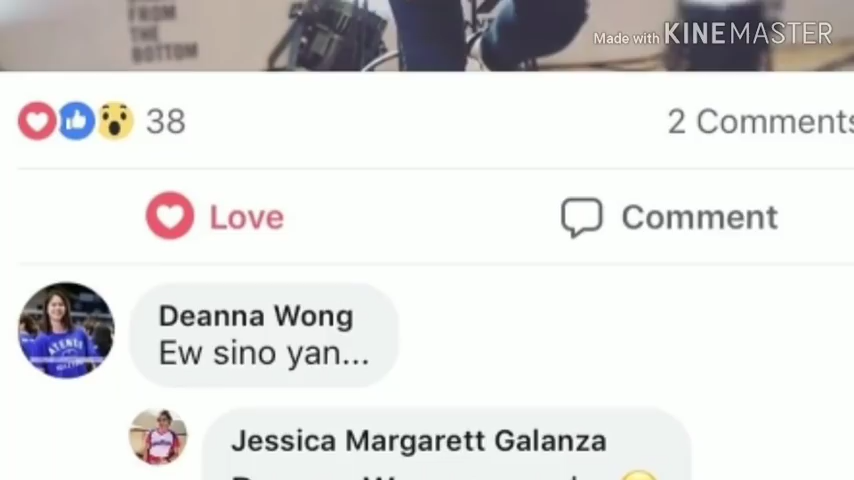 FROM
THE
BOTTOM
Made with KINEMASTER
38
2 Comments
Love
Comment
Deanna Wong
Ew sino yan...
Jessica Margarett Galanza